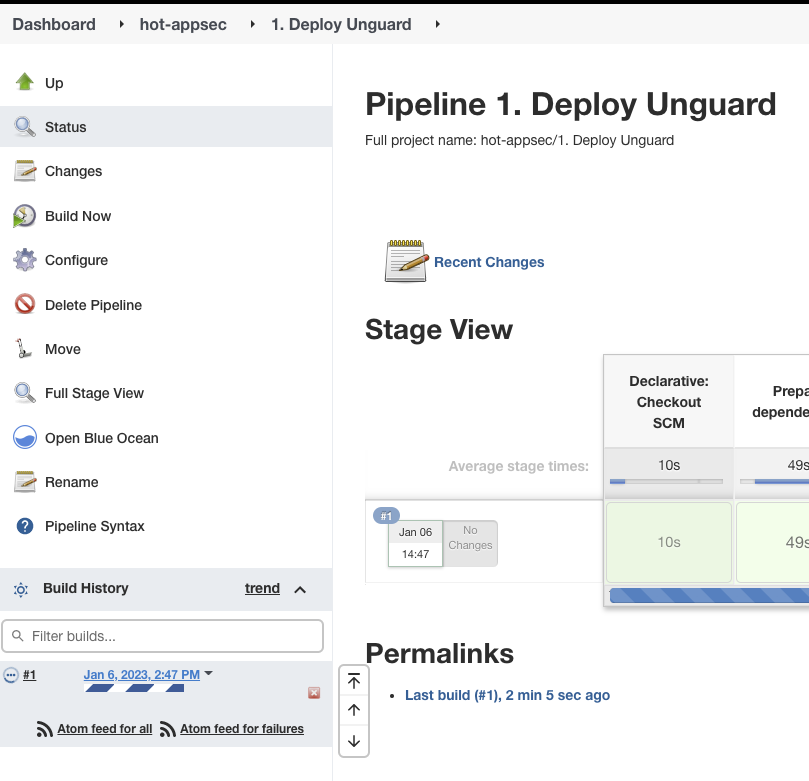 Dashboard
hot-appsec
1. Deploy Unguard
Up
Status
Changes
Build Now
Configure
Delete Pipeline
Move
Full Stage View
Open Blue Ocean
Rename
Pipeline Syntax
Build History
trend
Filter builds...
#1
Jan 6, 2023, 2:47 PM
Atom feed for all
Atom feed for failures
Pipeline 1. Deploy Unguard
Full project name: hot-appsec/1. Deploy Unguard
Recent Changes
Stage View
Declarative:
Checkout
SCM
Prepa
depende
Average stage times:
10s
49s
#1
Jan 06
14:47
No
Changes
10s
49s
Permalinks
Last build (#1), 2 min 5 sec ago